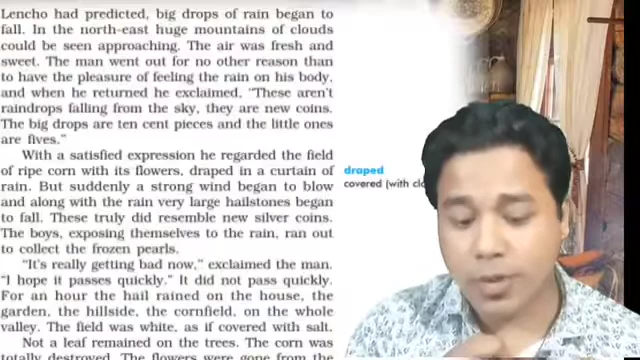 Lencho had predicted, big drops of rain began to
fall. In the north-east huge mountains of clouds
could be seen approaching. The air was fresh and
sweet. The man went out for no other reason than
to have the pleasure of feeling the rain on his body,
and when he returned he exclaimed, "These aren't
raindrops falling from the sky, they are new coins.
The big drops are ten cent pieces and the little ones
are fives."
With a satisfied expression he regarded the field
of ripe corn with its flowers, draped in a curtain of
rain. But suddenly a strong wind began to blow
and along with the rain very large hailstones began
to fall. These truly did resemble new silver coins.
The boys, exposing themselves to the rain, ran out
to collect the frozen pearls.
"It's really getting bad now," exclaimed the man.
"I hope it passes quickly." It did not pass quickly.
For an hour the hail rained on the house, the
garden, the hillside, the cornfield, on the whole
valley. The field was white, as if covered with salt.
Not a leaf remained on the trees. The corn was
totally destroyed. The flowers were gone from the
draped
covered (with